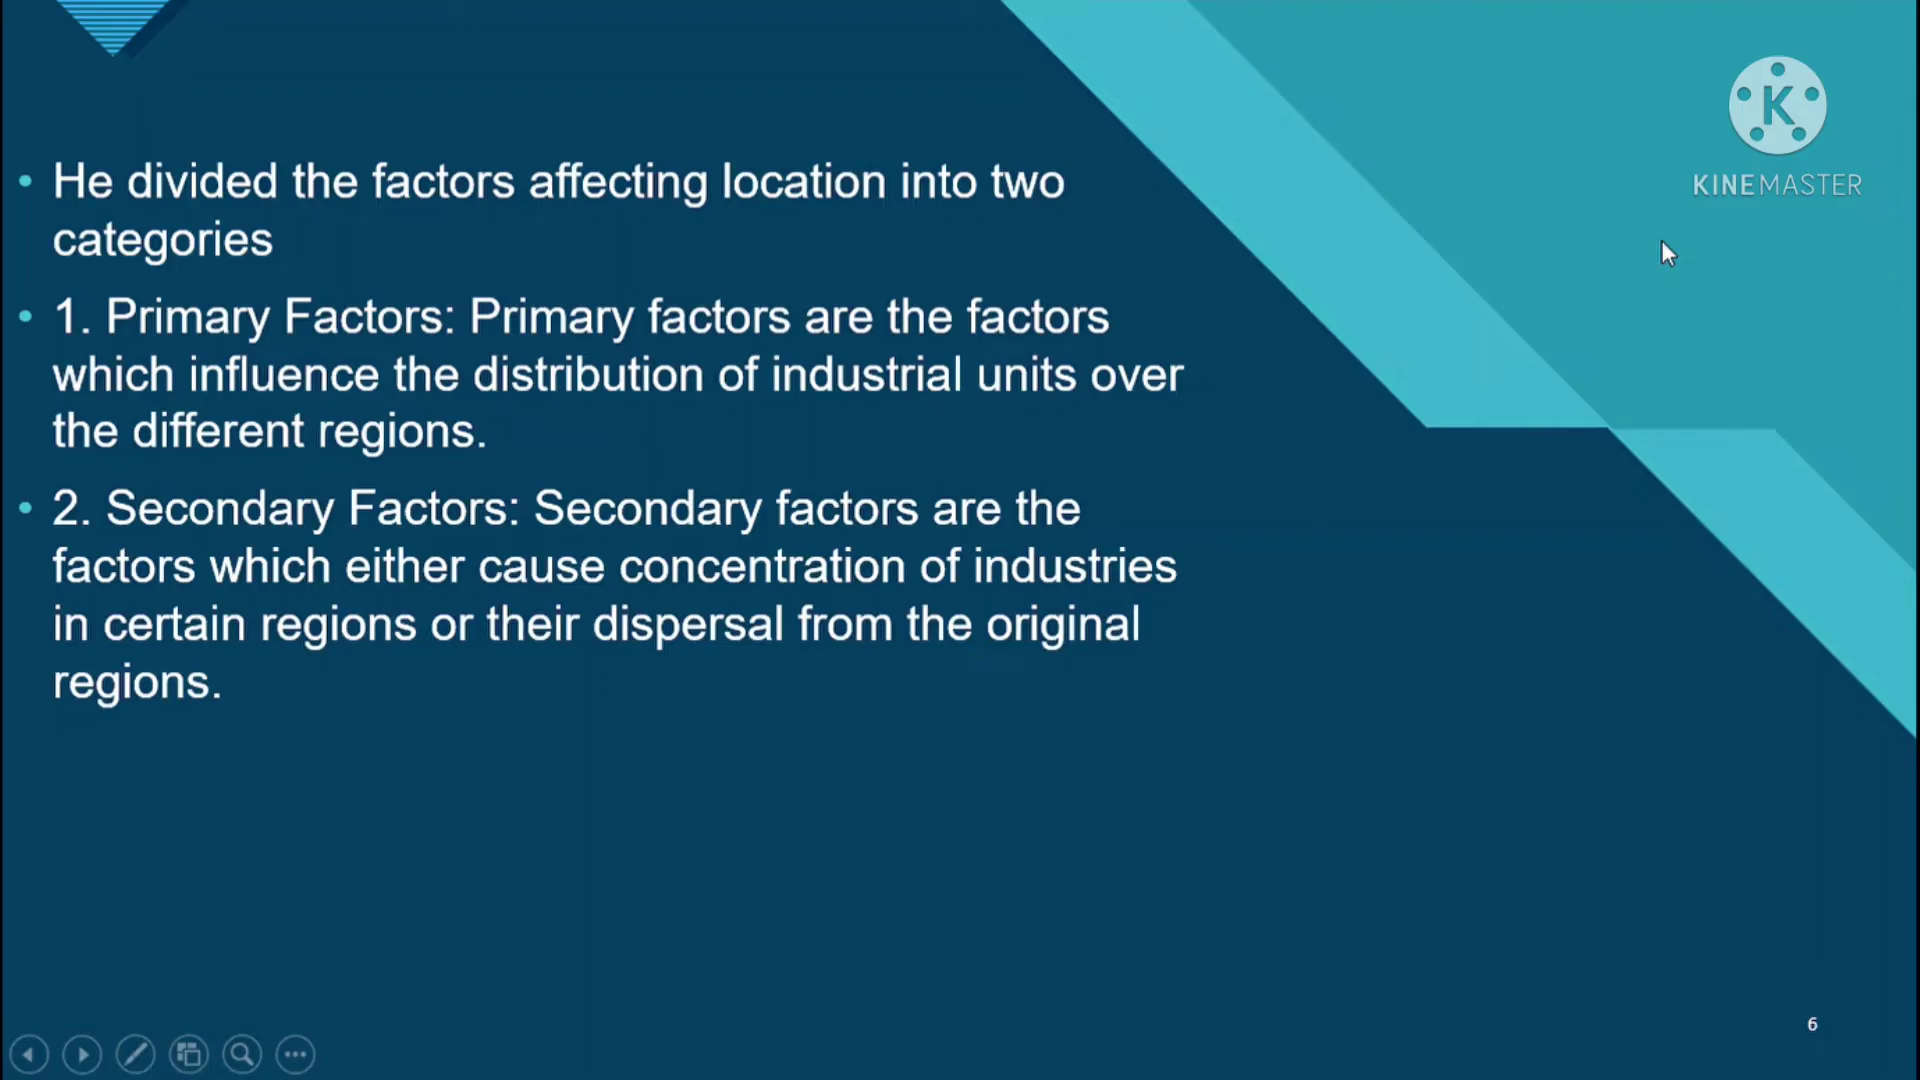 K
KINEMASTER
• He divided the factors affecting location into two
categories
• 1. Primary Factors: Primary factors are the factors
which influence the distribution of industrial units over
the different regions.
• 2. Secondary Factors: Secondary factors are the
factors which either cause concentration of industries
in certain regions or their dispersal from the original
regions.
6